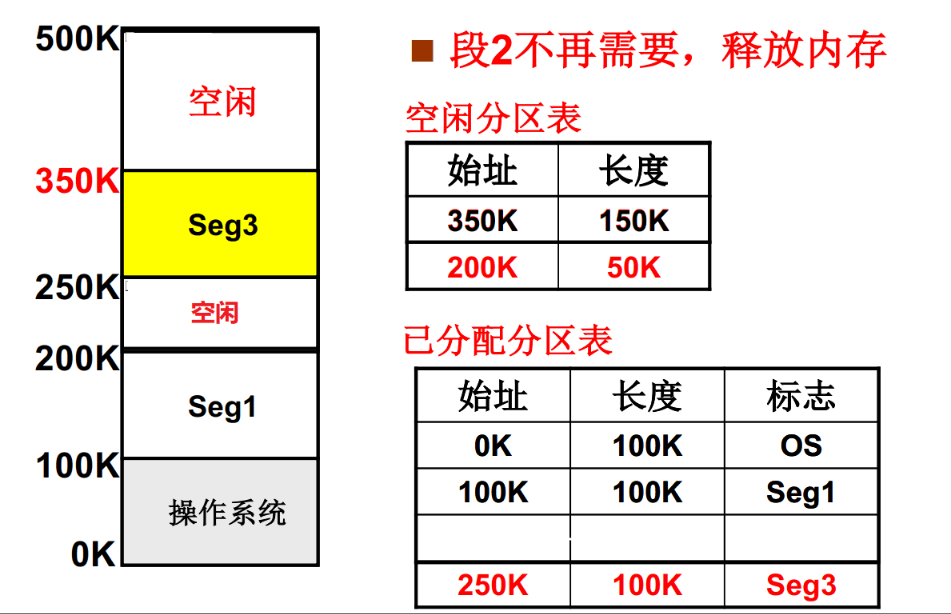 500K
空闲
350K
Seg3
250K
空闲
200K
Seg1
100K
操作系统
0K
段2不再需要，释放内存
空闲分区表
始址 长度
350K 150K
200K 50K
已分配分区表
始址 长度 标志
0K 100K OS
100K 100K Seg1
250K 100K Seg3